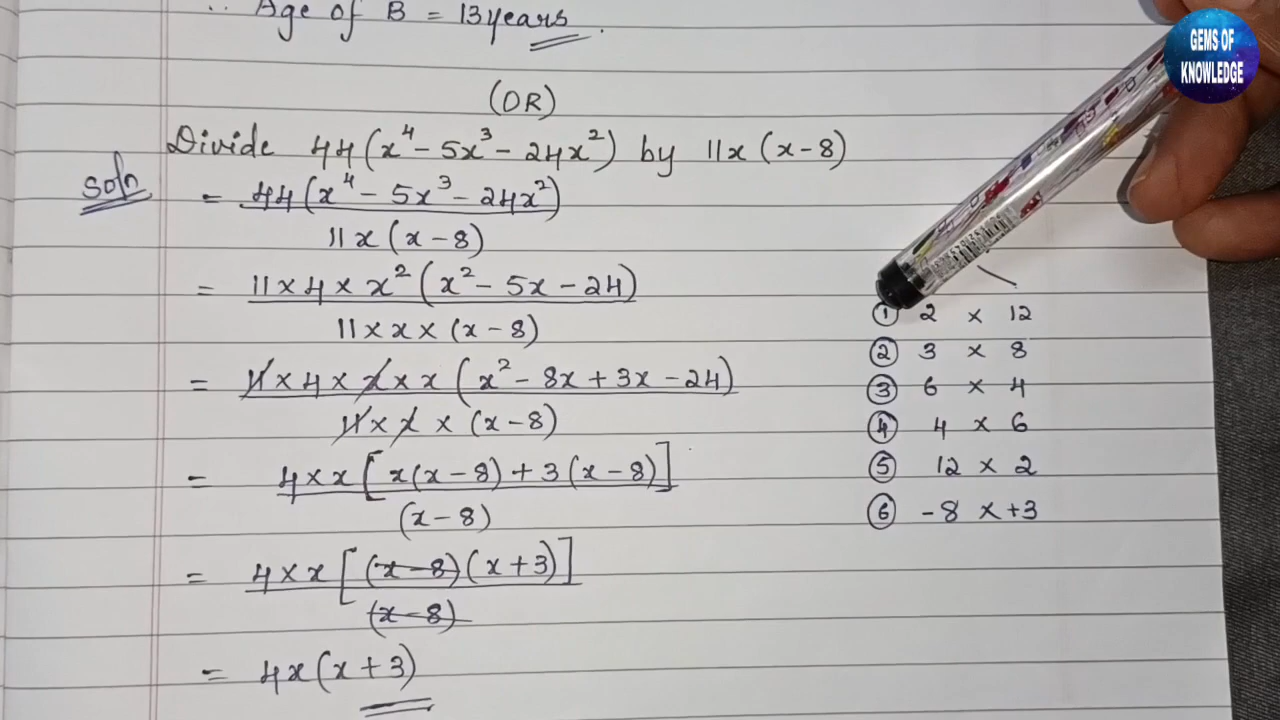 ∴ Age of B = 13 years.
(OR)
Divide 44(x⁴ - 5x³ - 24x²) by 11x(x-8)
Soln
= 44(x⁴ - 5x³ - 24x²)
11x(x-8)
= 11 × 4 × x²(x² - 5x - 24)
11 × x × (x-8)
= 11 × 4 × x × x (x² - 8x + 3x - 24)
11 × x × (x-8)
= 4 × x [x(x-8) + 3(x-8)]
(x-8)
= 4 × x [(x-8)(x+3)]
(x-8)
= 4x(x+3)
① 2 × 12
② 3 × 8
③ 6 × 4
④ 4 × 6
⑤ 12 × 2
⑥ -8 × +3
GEMS OF
KNOWLEDGE